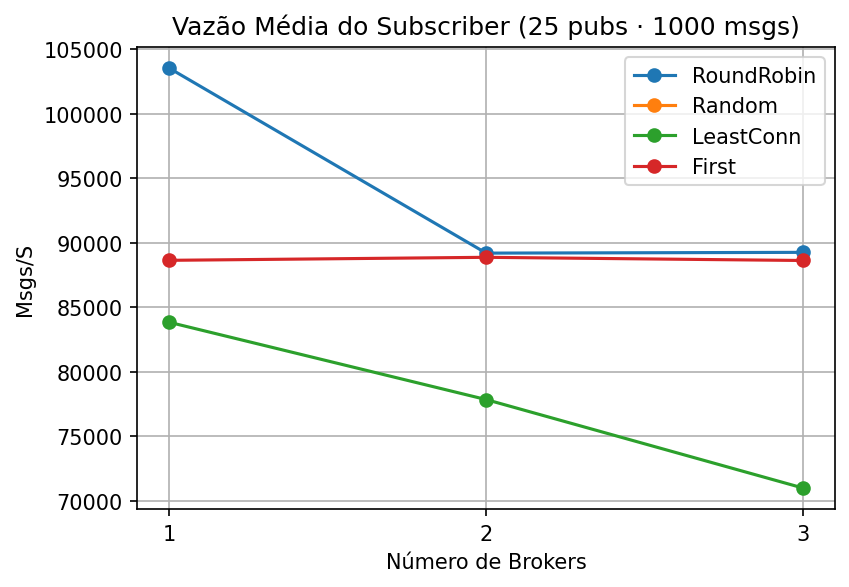 Vazão Média do Subscriber (25 pubs · 1000 msgs)
105000
100000
95000
90000
85000
80000
75000
70000
Msgs/S
RoundRobin
Random
LeastConn
First
1
2
3
Número de Brokers